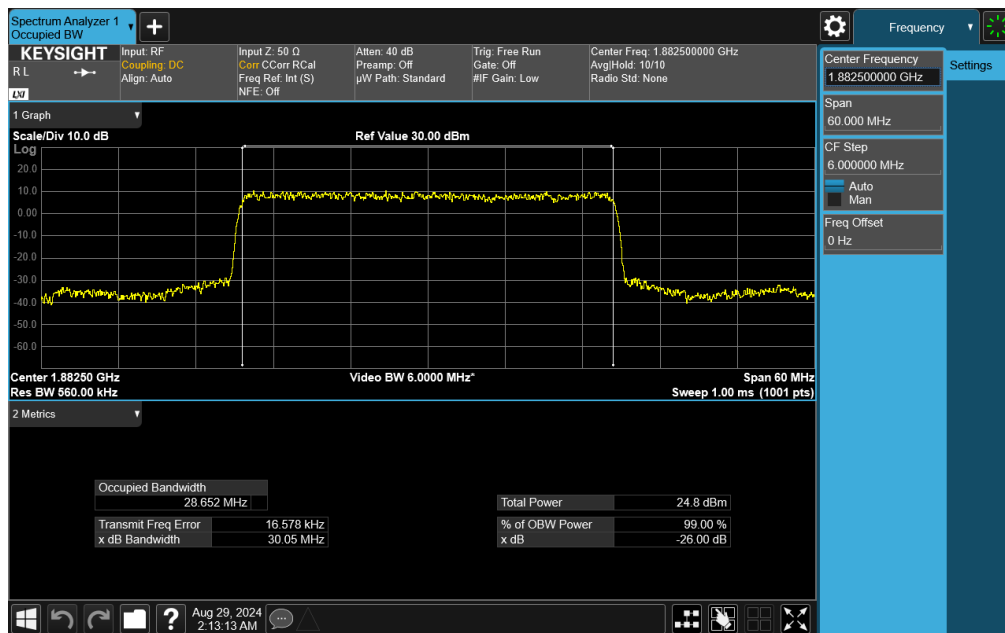 Spectrum Analyzer 1
Occupied BW
Frequency
KEYSIGHT
R L
LXI
Input: RF
Coupling: DC
Align: Auto
Input Z: 50 Ω
Corr CCorr RCal
Freq Ref: Int (S)
NFE: Off
Atten: 40 dB
Preamp: Off
µW Path: Standard
Trig: Free Run
Gate: Off
#IF Gain: Low
Center Freq: 1.882500000 GHz
Avg|Hold: 10/10
Radio Std: None
Center Frequency
1.882500000 GHz
Settings
Span
60.000 MHz
CF Step
6.000000 MHz
Auto
Man
Freq Offset
0 Hz
1 Graph
Scale/Div 10.0 dB
Ref Value 30.00 dBm
Log
20.0
10.0
0.00
-10.0
-20.0
-30.0
-40.0
-50.0
-60.0
Center 1.88250 GHz
Video BW 6.0000 MHz*
Span 60 MHz
Res BW 560.00 kHz
Sweep 1.00 ms (1001 pts)
2 Metrics
Occupied Bandwidth
28.652 MHz
Total Power 24.8 dBm
Transmit Freq Error 16.578 kHz
% of OBW Power 99.00 %
x dB Bandwidth 30.05 MHz
x dB -26.00 dB
?
Aug 29, 2024
2:13:13 AM